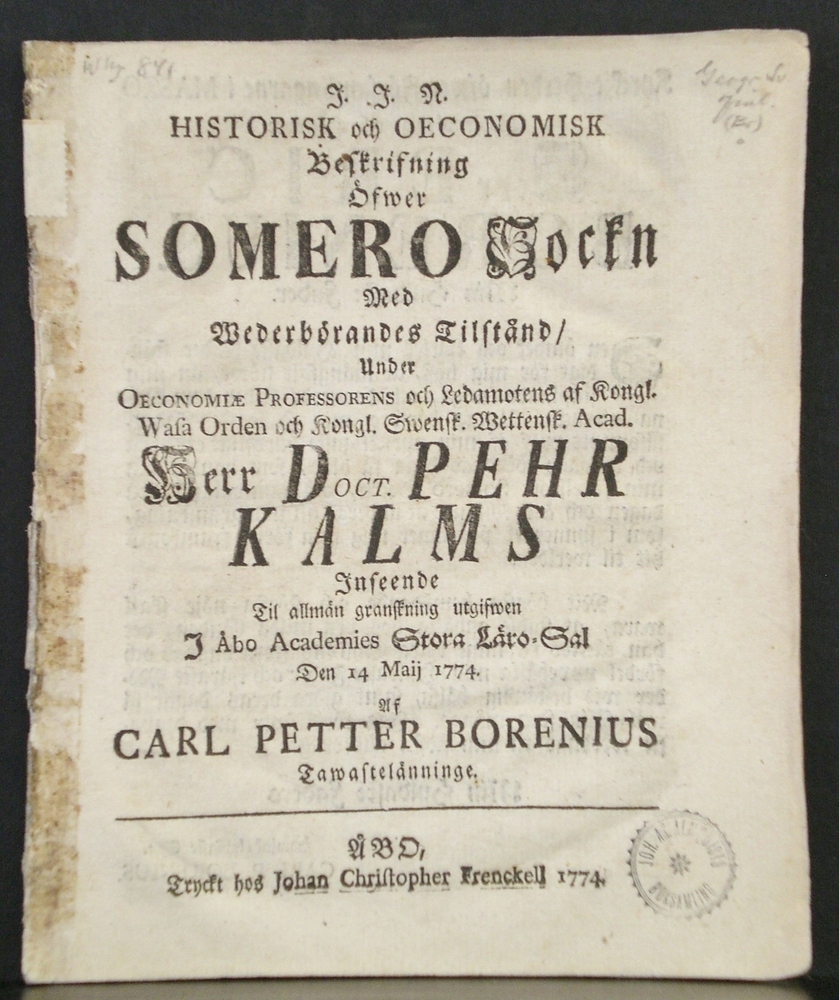 J. J. N.
HISTORISK och OECONOMISK
Beskrifning
Öfwer
SOMERO Sockn
Med
Wederbörandes Tilstånd/
Under
OECONOMIÆ PROFESSORENS och Ledamotens af Kongl.
Wasa Orden och Kongl. Swensk. Wettensk. Acad.
Herr DOCT. PEHR
KALMS
Inseende
Til allmän granskning utgifwen
J Åbo Academies Stora Läro-Sal
Den 14 Maij 1774.
Af
CARL PETTER BORENIUS
Tawastelänninge.
ÅBO,
Tryckt hos Johan Christopher Frenckell 1774.